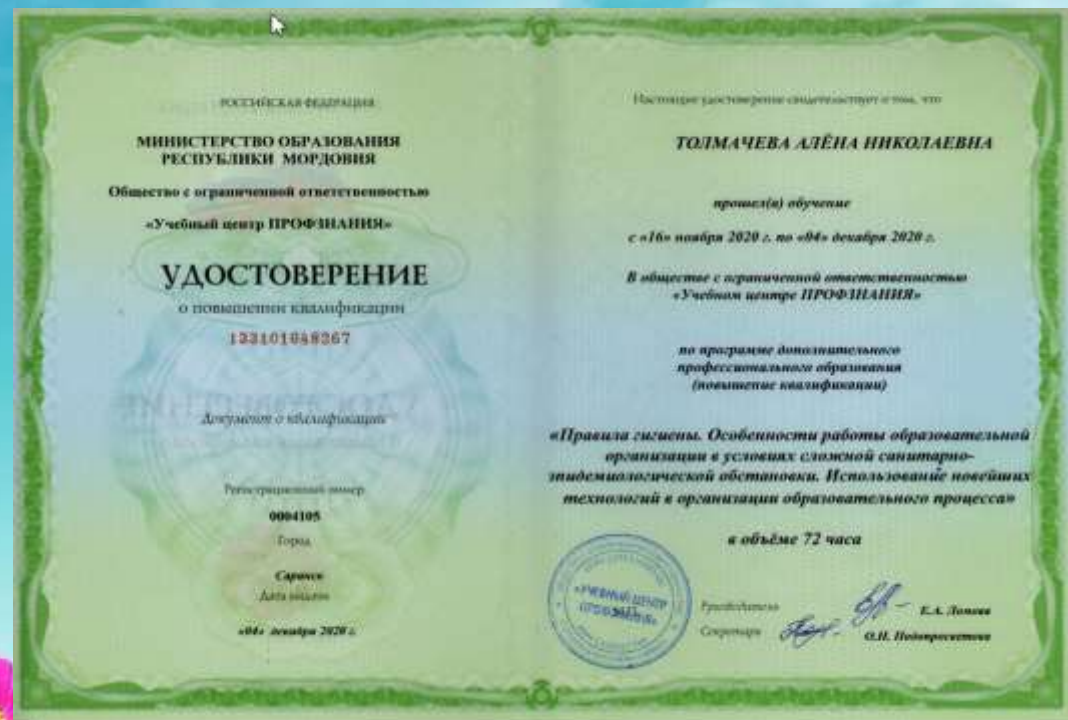 РОССИЙСКАЯ ФЕДЕРАЦИЯ
МИНИСТЕРСТВО ОБРАЗОВАНИЯ
РЕСПУБЛИКИ МОРДОВИЯ
Общество с ограниченной ответственностью
«Учебный центр ПРОФЗНАНИЯ»
УДОСТОВЕРЕНИЕ
о повышении квалификации
Документ о квалификации
Регистрационный номер
0004105
Город
Саранск
Дата выдачи
«04» декабря 2020 г.
Настоящее удостоверение свидетельствует о том, что
ТОЛМАЧЕВА АЛЁНА НИКОЛАЕВНА
прошел(а) обучение
с «16» ноября 2020 г. по «04» декабря 2020 г.
В обществе с ограниченной ответственностью
«Учебном центре ПРОФЗНАНИЯ»
по программе дополнительного
профессионального образования
(повышение квалификации)
«Правила гигиены. Особенности работы образовательной
организации в условиях сложной санитарно-
эпидемиологической обстановки. Использование новейших
технологий в организации образовательного процесса»
в объёме 72 часа
«УЧЕБНЫЙ ЦЕНТР
ПРОФЗНАНИЯ»
Руководитель
Е.А.
Секретарь
О.Н.